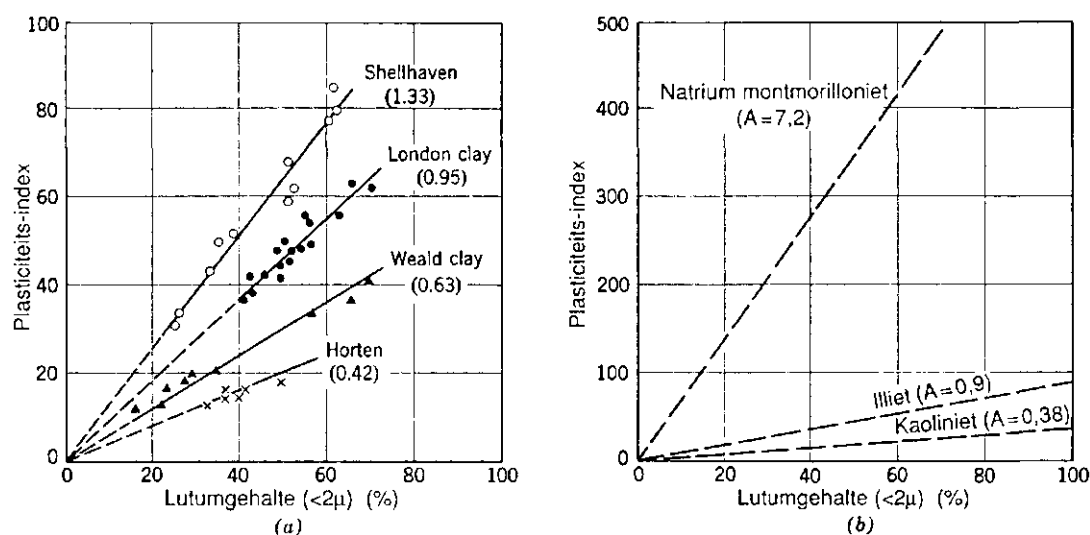 100
80
60
40
20
0
Plasticiteits-index
Shellhaven
(1.33)
London clay
(0.95)
Weald clay
(0.63)
Horten
(0.42)
0 20 40 60 80 100
Lutumgehalte (<2μ) (%)
(a)
500
400
300
200
100
0
Plasticiteits-index
Natrium montmorilloniet
(A=7,2)
Illiet (A=0,9)
Kaoliniet (A=0,38)
0 20 40 60 80 100
Lutumgehalte (<2μ) (%)
(b)